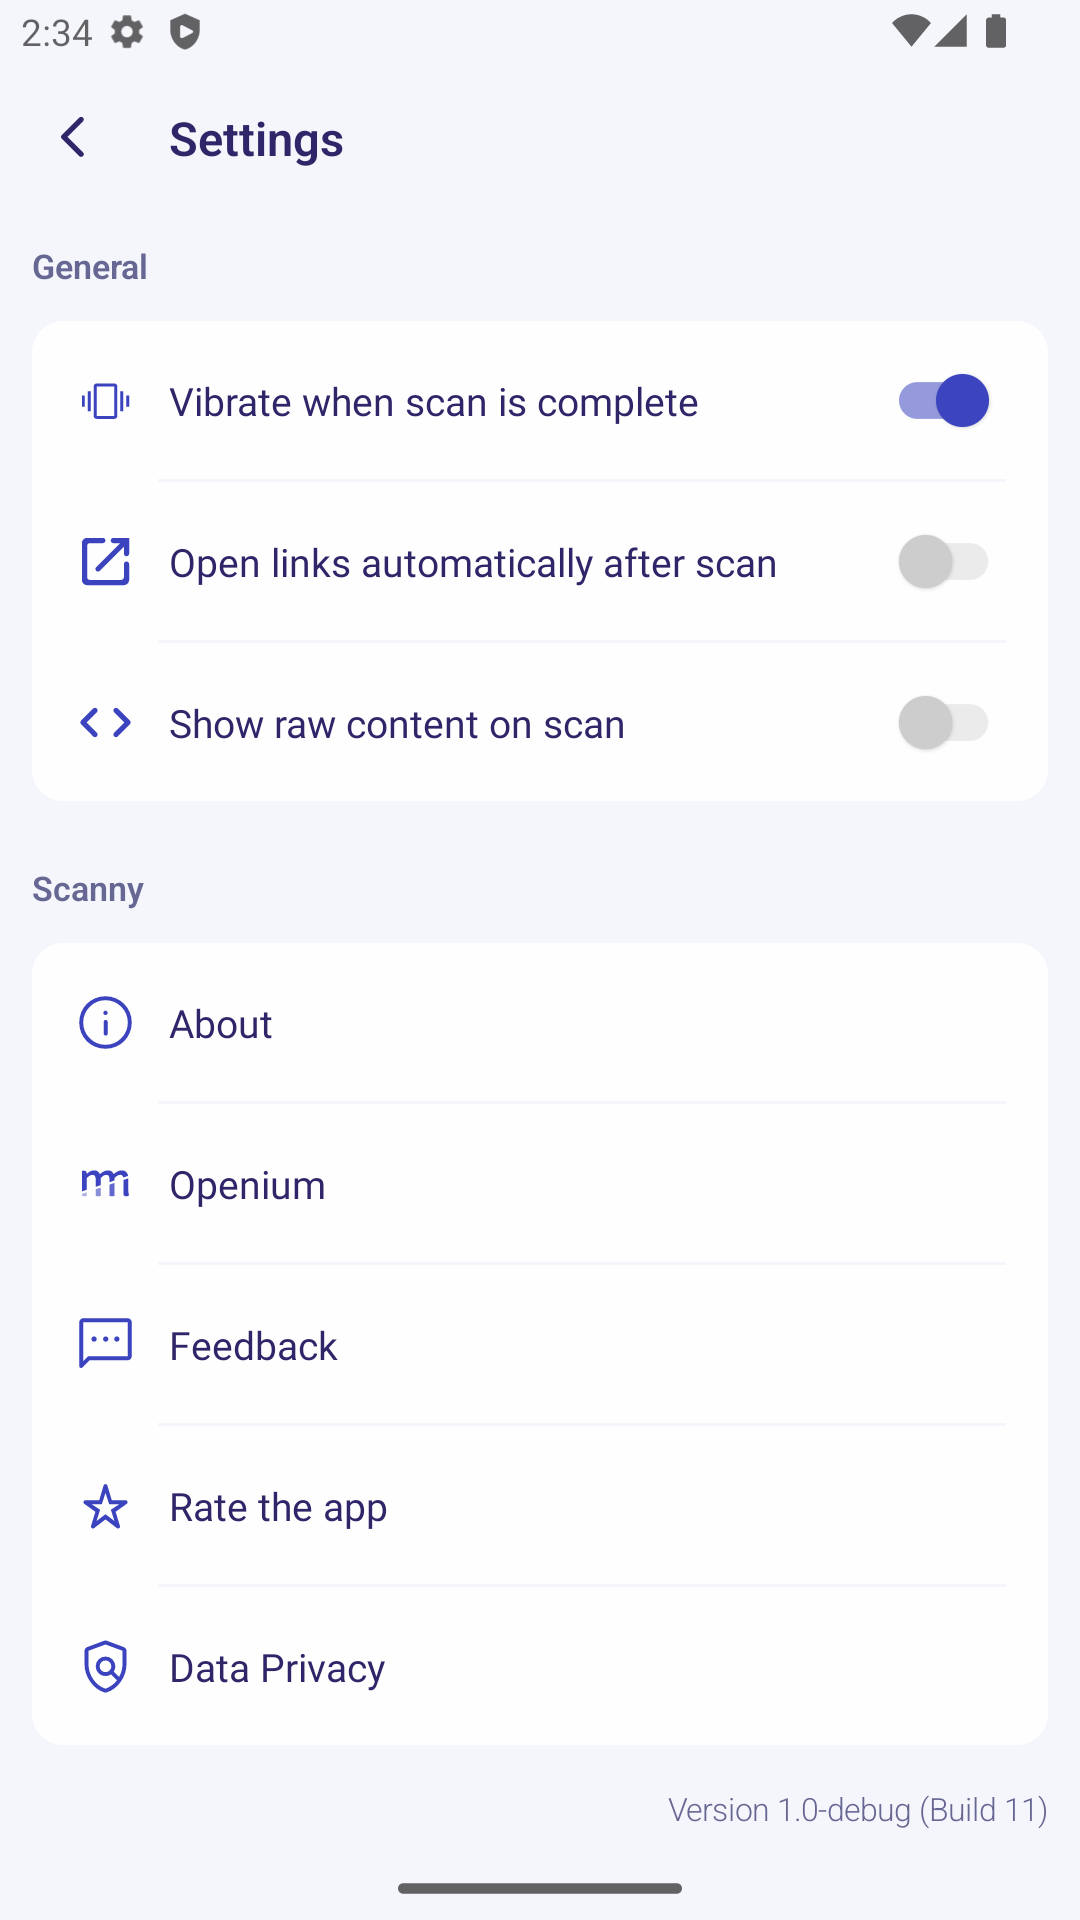 2:34
Settings
General
Vibrate when scan is complete
Open links automatically after scan
Show raw content on scan
Scanny
About
Openium
Feedback
Rate the app
Data Privacy
Version 1.0-debug (Build 11)